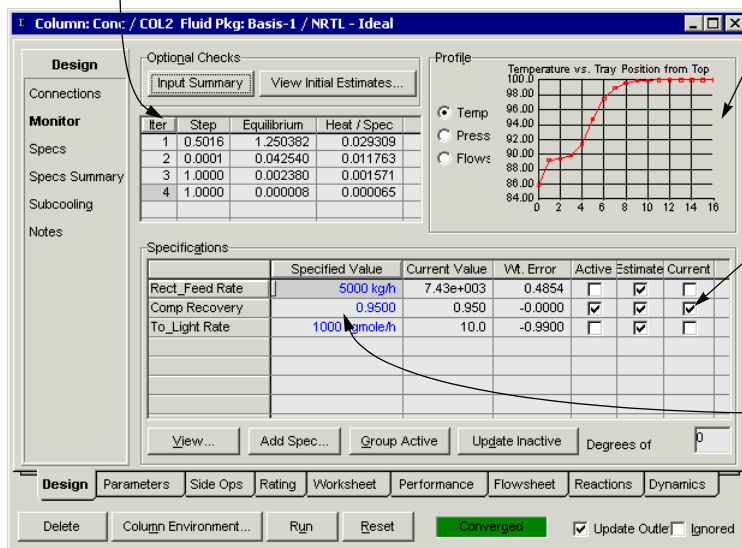 Column: Conc / COL2 Fluid Pkg: Basis-1 / NRTL - Ideal
Design
Connections
Monitor
Specs
Specs Summary
Subcooling
Notes
Optional Checks
Input Summary View Initial Estimates...
Iter Step Equilibrium Heat / Spec
1 0.5016 1.250382 0.029309
2 0.0001 0.042540 0.011763
3 1.0000 0.002380 0.001571
4 1.0000 0.000008 0.000065
Profile
Temp
Press
Flows
Temperature vs. Tray Position from Top
100.0
98.00
96.00
94.00
92.00
90.00
88.00
86.00
84.00
0 2 4 6 8 10 12 14 16
Specifications
Specified Value Current Value Wt. Error Active Estimate Current
Rect_Feed Rate 5000 kg/h 7.43e+003 0.4854
Comp Recovery 0.9500 0.950 -0.0000
To_Light Rate 1000 kgmole/h 10.0 -0.9900
View... Add Spec... Group Active Update Inactive Degrees of 0
Design Parameters Side Ops Rating Worksheet Performance Flowsheet Reactions Dynamics
Delete Column Environment... Run Reset Converged Update Outlet Ignored